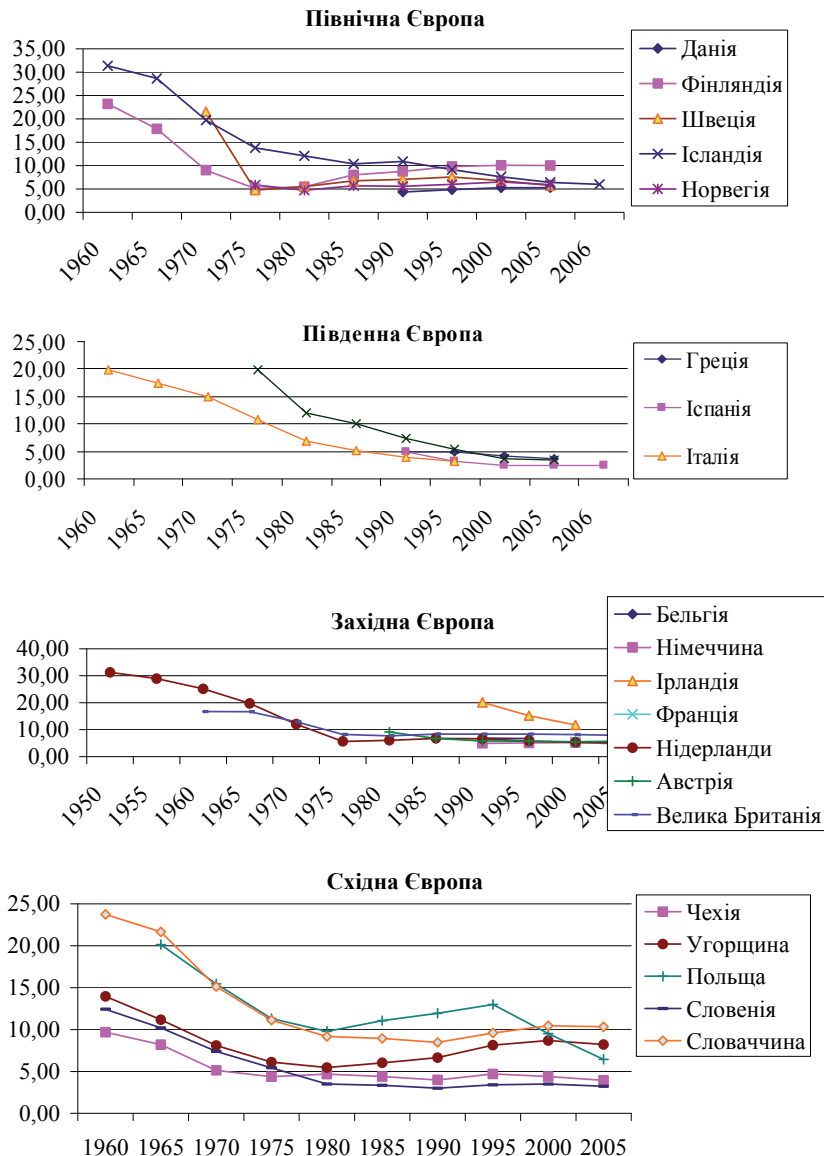 Північна Європа
35,00
30,00
25,00
20,00
15,00
10,00
5,00
0,00
1960
1965
1970
1975
1980
1985
1990
1995
2000
2005
2006
Данія
Фінляндія
Швеція
Ісландія
Норвегія
Південна Європа
25,00
20,00
15,00
10,00
5,00
0,00
1960
1965
1970
1975
1980
1985
1990
1995
2000
2005
2006
Греція
Іспанія
Італія
Західна Європа
40,00
30,00
20,00
10,00
0,00
1950
1955
1960
1965
1970
1975
1980
1985
1990
1995
2000
2005
Бельгія
Німеччина
Ірландія
Франція
Нідерланди
Австрія
Велика Британія
Східна Європа
25,00
20,00
15,00
10,00
5,00
0,00
1960 1965 1970 1975 1980 1985 1990 1995 2000 2005
Чехія
Угорщина
Польща
Словенія
Словаччина